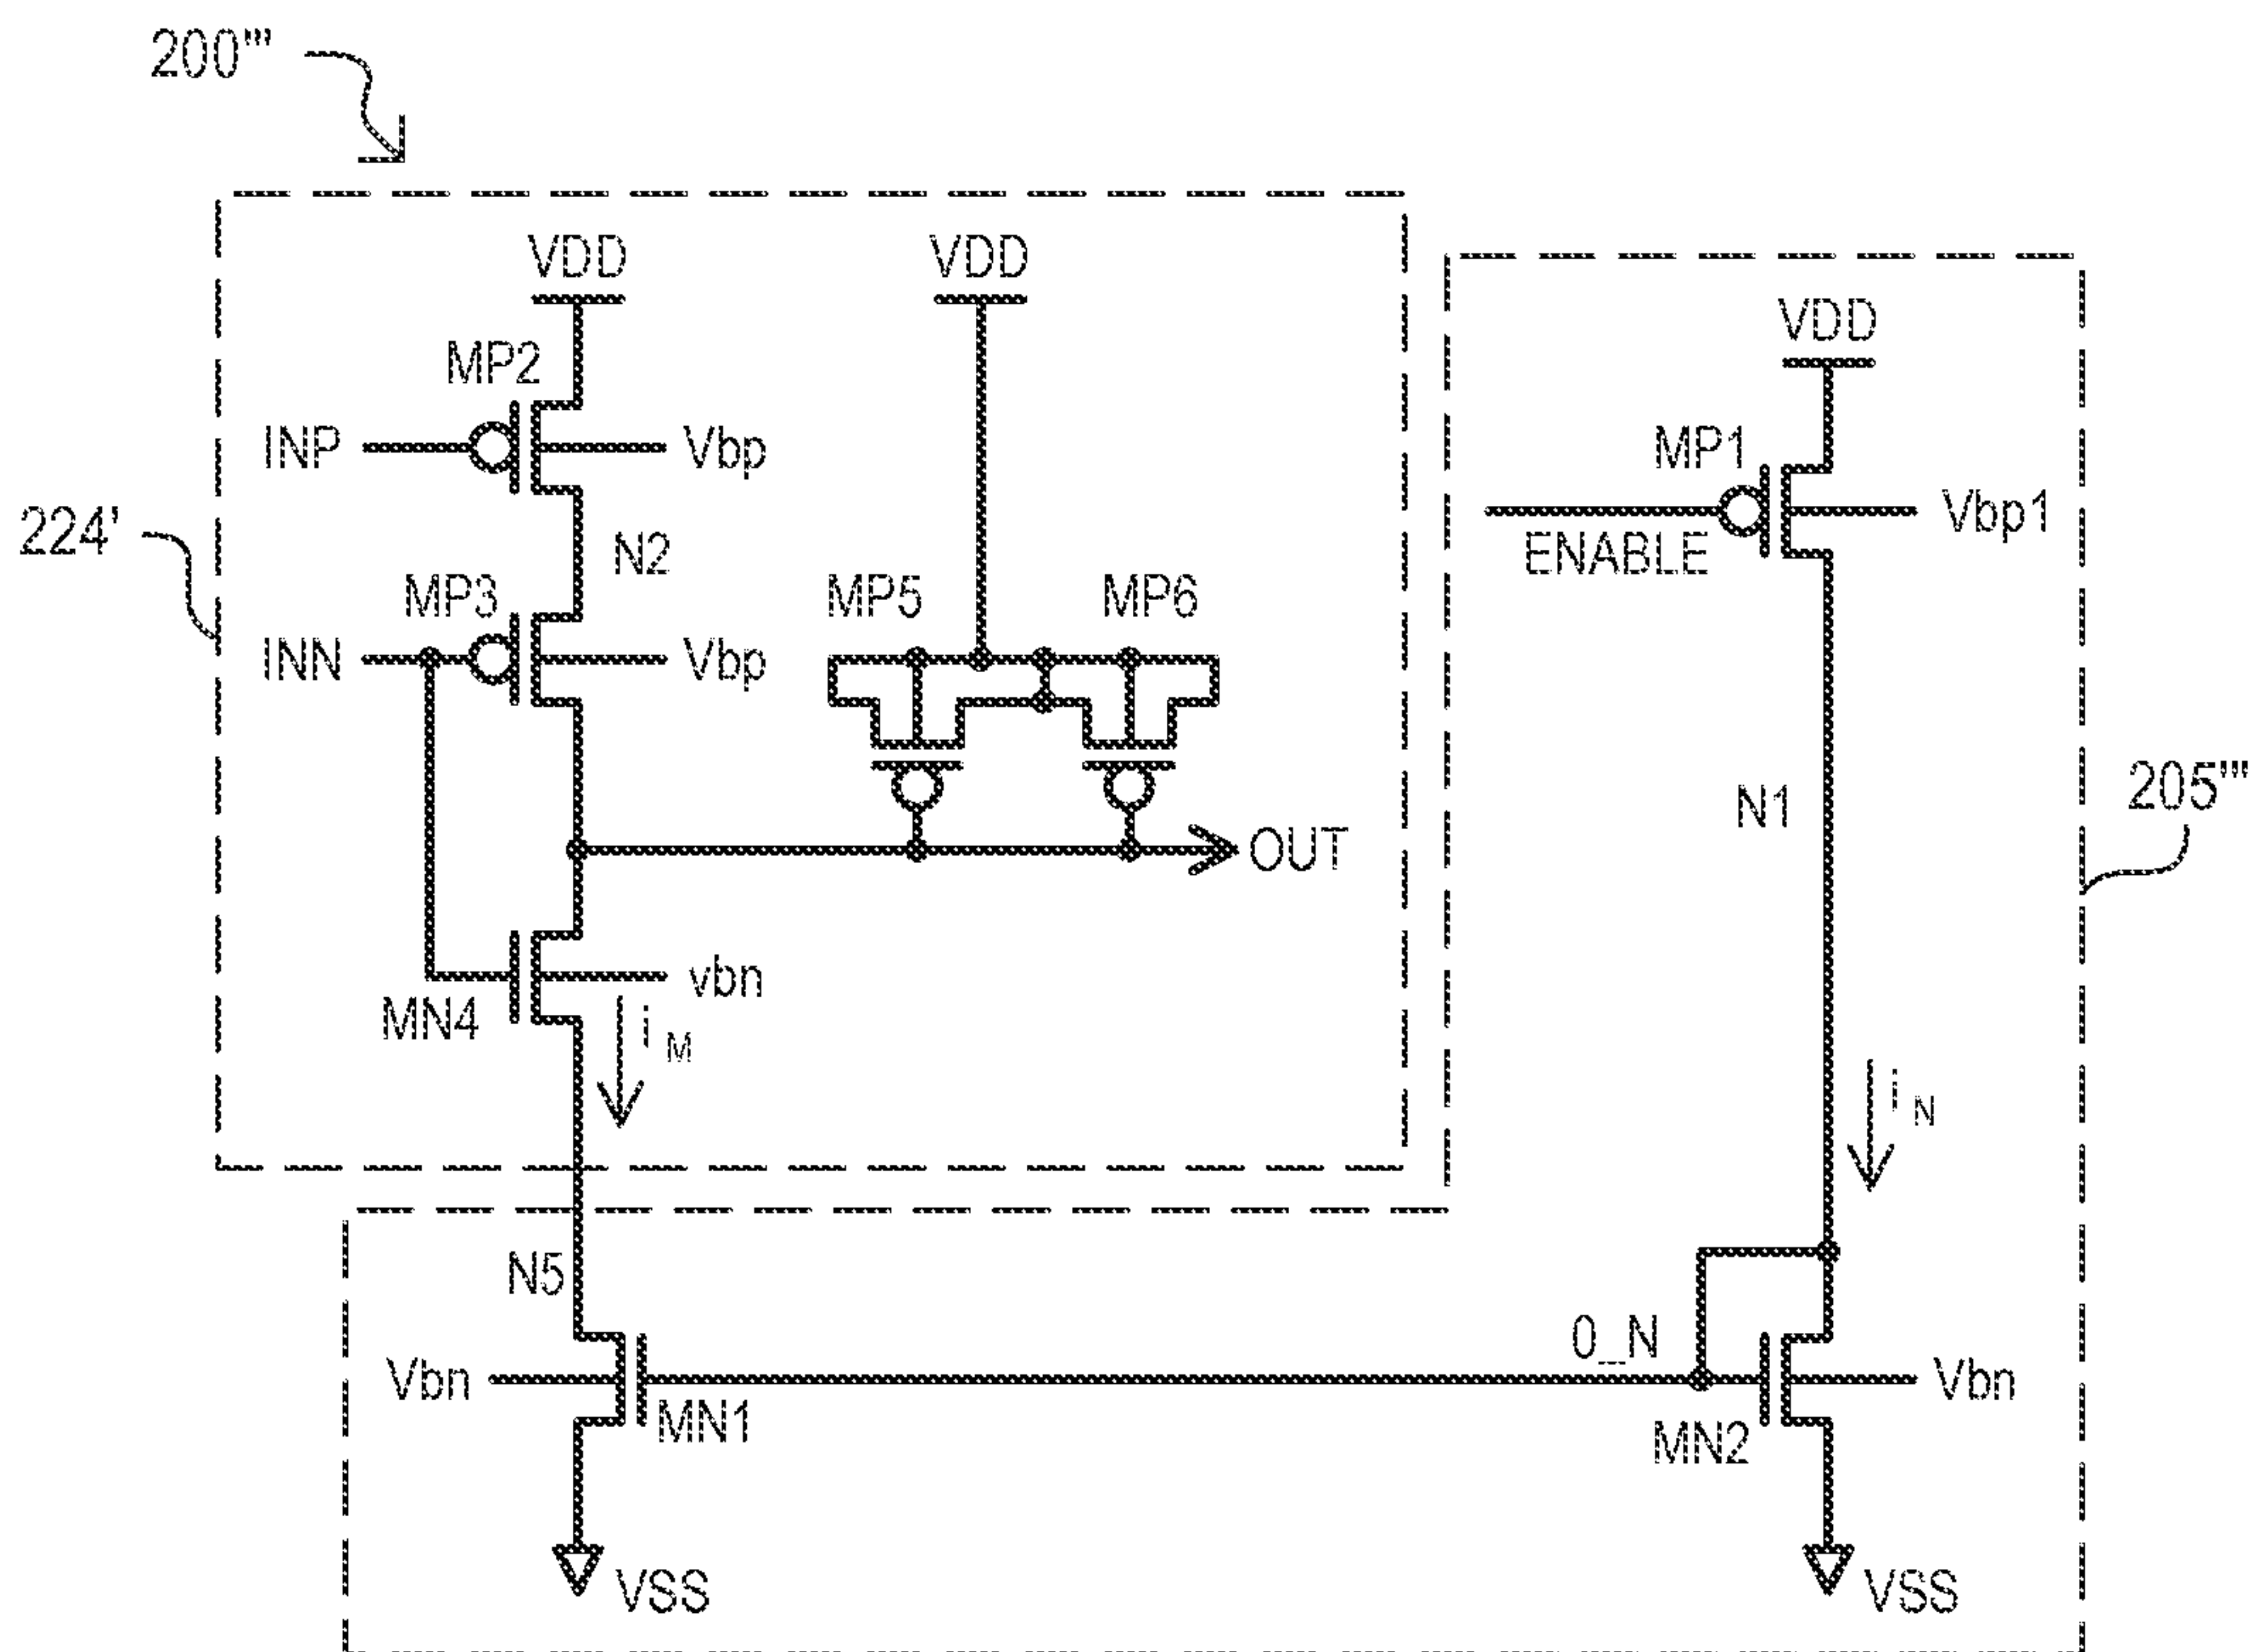 200'''
VDD
VDD
VDD
MP2
INP
Vbp
MP1
Vbp1
ENABLE
224'
N2
MP3
MP5
MP6
INN
Vbp
N1
205'''
OUT
vbn
MN4
i M
i N
N5
0_N
Vbn
MN1
Vbn
MN2
VSS
VSS